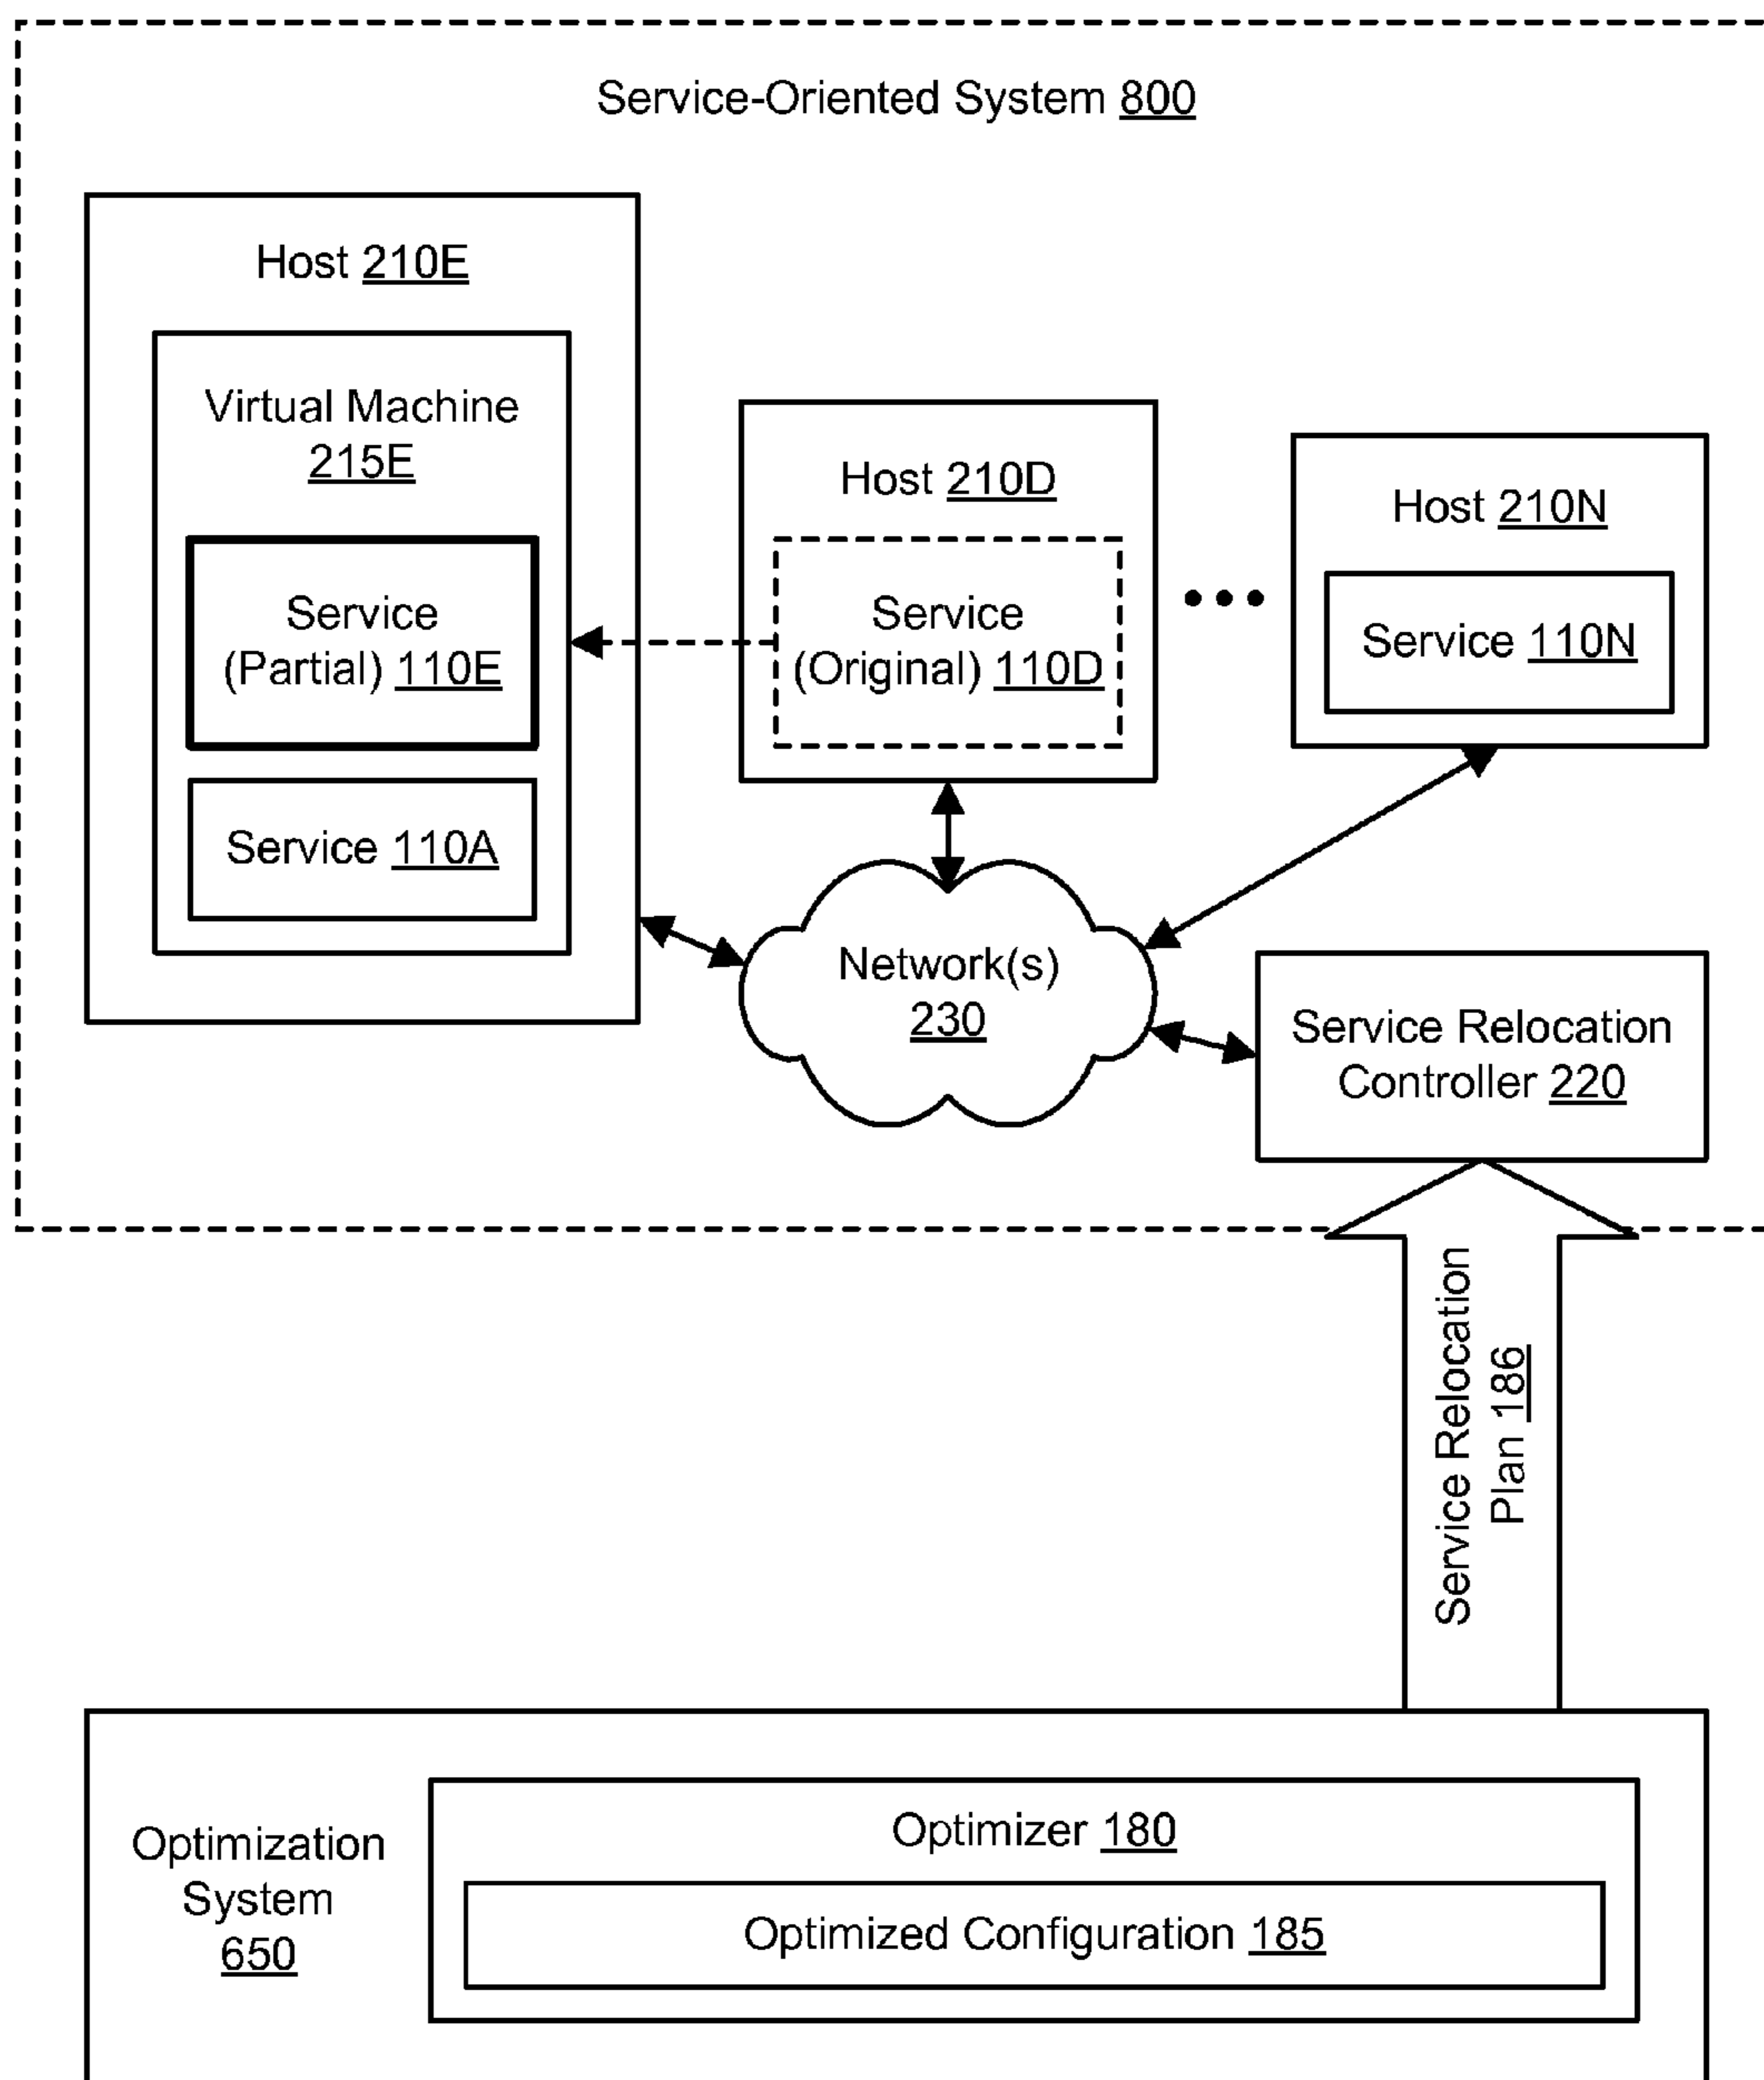 Service-Oriented System 800
Host 210E
Virtual Machine
215E
Service
(Partial) 110E
Service 110A
Host 210D
Service
(Original) 110D
Host 210N
Service 110N
Network(s)
230
Service Relocation
Controller 220
Service Relocation
Plan 186
Optimization
System
650
Optimizer 180
Optimized Configuration 185